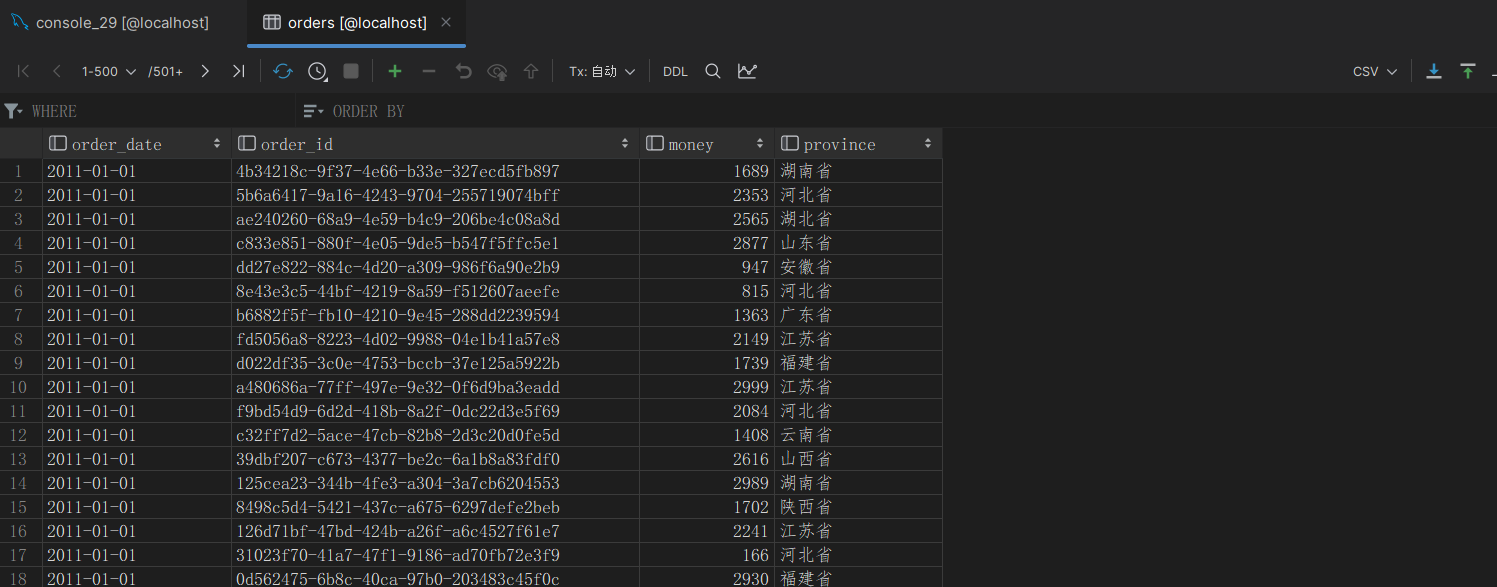 console_29 [@localhost] orders [@localhost]
1-500 /501+ Tx: 自动 DDL CSV
WHERE ORDER BY
order_date order_id money province
1 2011-01-01 4b34218c-9f37-4e66-b33e-327ecd5fb897 1689 湖南省
2 2011-01-01 5b6a6417-9a16-4243-9704-255719074bff 2353 河北省
3 2011-01-01 ae240260-68a9-4e59-b4c9-206be4c08a8d 2565 湖北省
4 2011-01-01 c833e851-880f-4e05-9de5-b547f5ffc5e1 2877 山东省
5 2011-01-01 dd27e822-884c-4d20-a309-986f6a90e2b9 947 安徽省
6 2011-01-01 8e43e3c5-44bf-4219-8a59-f512607aeefe 815 河北省
7 2011-01-01 b6882f5f-fb10-4210-9e45-288dd2239594 1363 广东省
8 2011-01-01 fd5056a8-8223-4d02-9988-04e1b41a57e8 2149 江苏省
9 2011-01-01 d022df35-3c0e-4753-bccb-37e125a5922b 1739 福建省
10 2011-01-01 a480686a-77ff-497e-9e32-0f6d9ba3eadd 2999 江苏省
11 2011-01-01 f9bd54d9-6d2d-418b-8a2f-0dc22d3e5f69 2084 河北省
12 2011-01-01 c32ff7d2-5ace-47cb-82b8-2d3c20d0fe5d 1408 云南省
13 2011-01-01 39dbf207-c673-4377-be2c-6a1b8a83fdf0 2616 山西省
14 2011-01-01 125cea23-344b-4fe3-a304-3a7cb6204553 2989 湖南省
15 2011-01-01 8498c5d4-5421-437c-a675-6297defe2beb 1702 陕西省
16 2011-01-01 126d71bf-47bd-424b-a26f-a6c4527f61e7 2241 江苏省
17 2011-01-01 31023f70-41a7-47f1-9186-ad70fb72e3f9 166 河北省
18 2011-01-01 0d562475-6b8c-40ca-97b0-203483c45f0c 2930 福建省